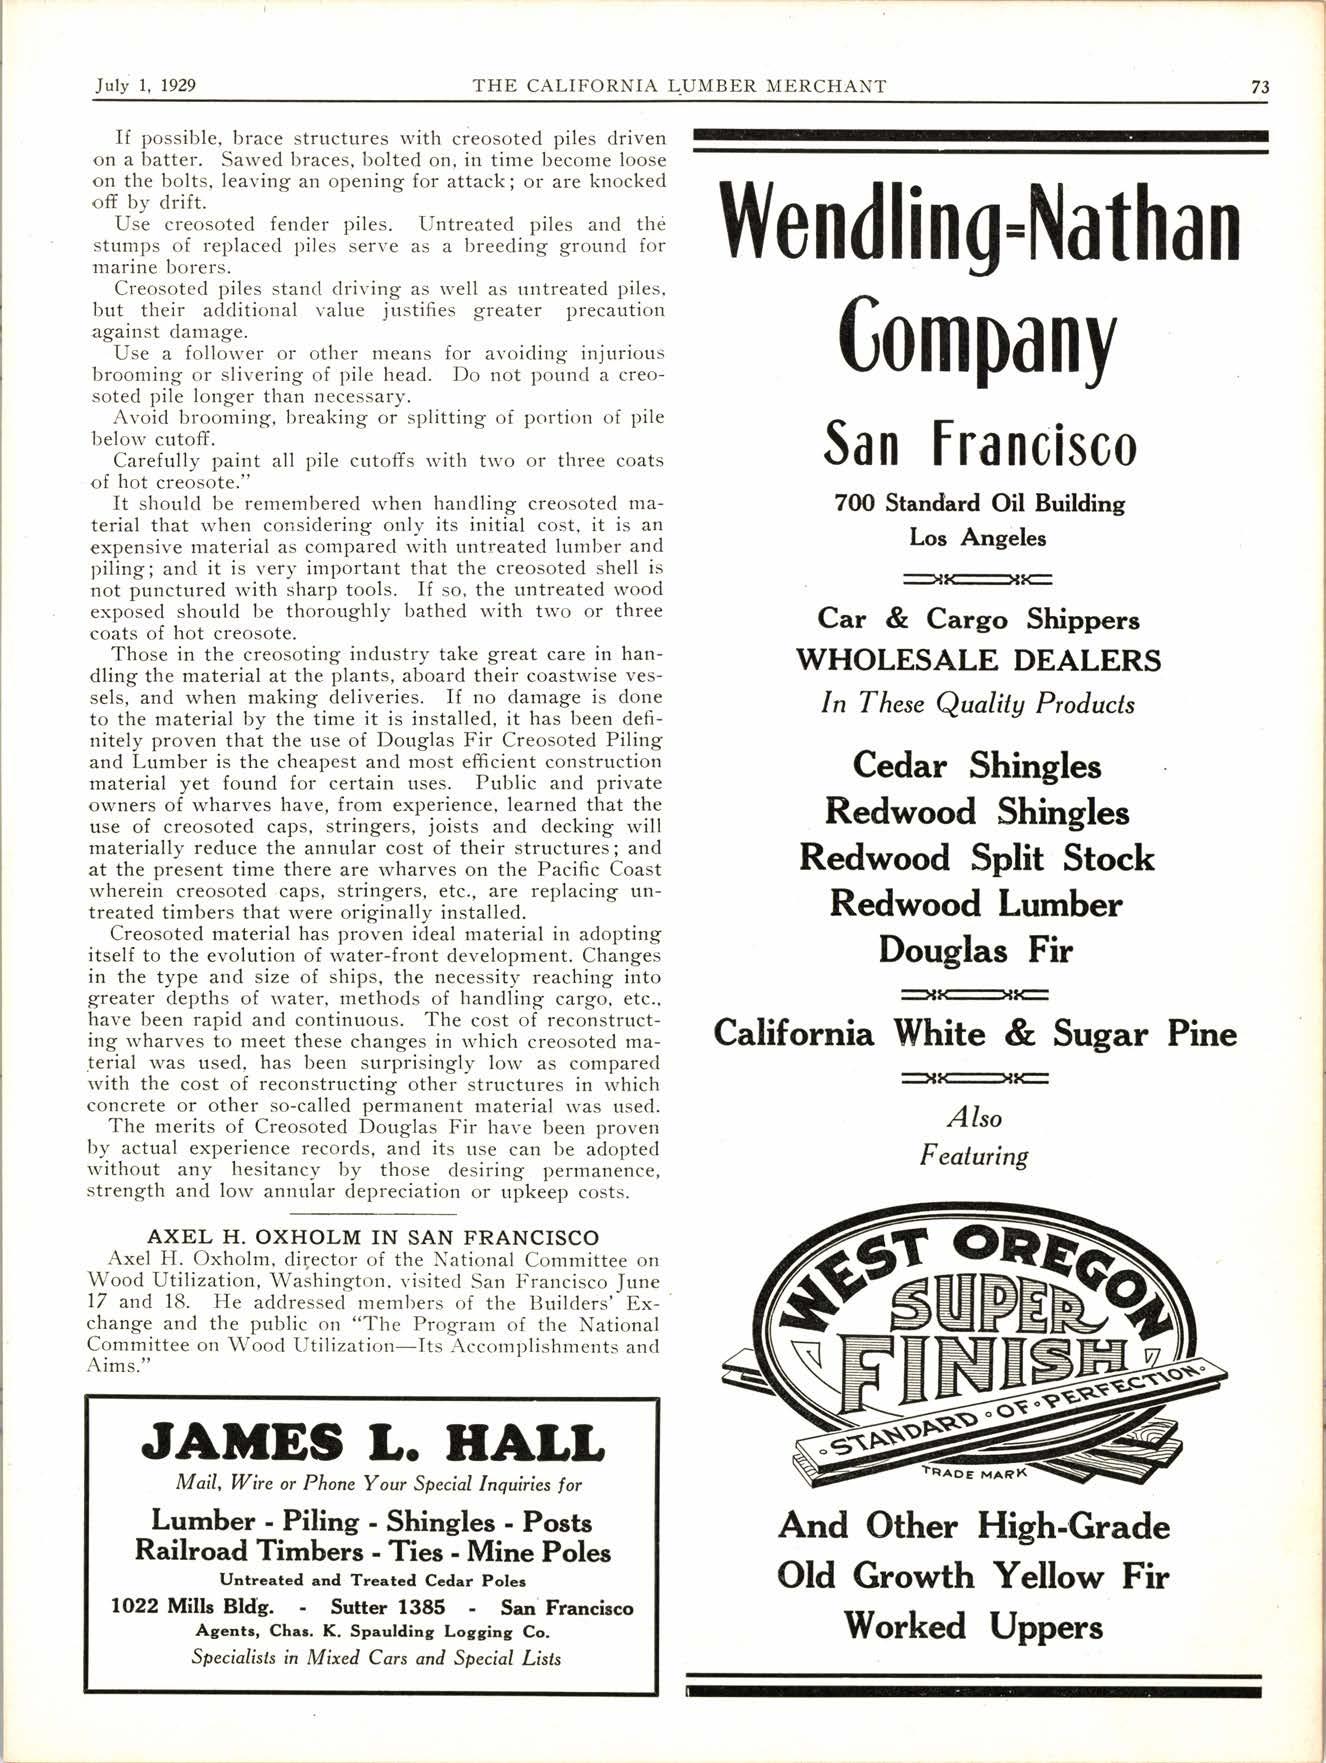 July 1, 1929
THE CALIFORNIA LUMBER MERCHANT
73
If possible, brace structures with creosoted piles driven
on a batter. Sawed braces, bolted on, in time become loose
on the bolts, leaving an opening for attack; or are knocked
off by drift.
Use creosoted fender piles. Untreated piles and the
stumps of replaced piles serve as a breeding ground for
marine borers.
Creosoted piles stand driving as well as untreated piles,
but their additional value justifies greater precaution
against damage.
Use a follower or other means for avoiding injurious
brooming or slivering of pile head. Do not pound a creo-
soted pile longer than necessary.
Avoid brooming, breaking or splitting of portion of pile
below cutoff.
Carefully paint all pile cutoffs with two or three coats
of hot creosote."
It should be remembered when handling creosoted ma-
terial that when considering only its initial cost, it is an
expensive material as compared with untreated lumber and
piling; and it is very important that the creosoted shell is
not punctured with sharp tools. If so, the untreated wood
exposed should be thoroughly bathed with two or three
coats of hot creosote.
Those in the creosoting industry take great care in han-
dling the material at the plants, aboard their coastwise ves-
sels, and when making deliveries. If no damage is done
to the material by the time it is installed, it has been defi-
nitely proven that the use of Douglas Fir Creosoted Piling
and Lumber is the cheapest and most efficient construction
material yet found for certain uses. Public and private
owners of wharves have, from experience, learned that the
use of creosoted caps, stringers, joists and decking will
materially reduce the annular cost of their structures; and
at the present time there are wharves on the Pacific Coast
wherein creosoted caps, stringers, etc., are replacing un-
treated timbers that were originally installed.
Creosoted material has proven ideal material in adopting
itself to the evolution of water-front development. Changes
in the type and size of ships, the necessity reaching into
greater depths of water, methods of handling cargo, etc.,
have been rapid and continuous. The cost of reconstruct-
ing wharves to meet these changes in which creosoted ma-
terial was used, has been surprisingly low as compared
with the cost of reconstructing other structures in which
concrete or other so-called permanent material was used.
The merits of Creosoted Douglas Fir have been proven
by actual experience records, and its use can be adopted
without any hesitancy by those desiring permanence,
strength and low annular depreciation or upkeep costs.
AXEL H. OXHOLM IN SAN FRANCISCO
Axel H. Oxholm, director of the National Committee on
Wood Utilization, Washington, visited San Francisco June
17 and 18. He addressed members of the Builders' Ex-
change and the public on "The Program of the National
Committee on Wood Utilization—Its Accomplishments and
Aims."
JAMES L. HALL
Mail, Wire or Phone Your Special Inquiries for
Lumber - Piling - Shingles - Posts
Railroad Timbers - Ties - Mine Poles
Untreated and Treated Cedar Poles
1022 Mills Bldg. - Sutter 1385 - San Francisco
Agents, Chas. K. Spaulding Logging Co.
Specialists in Mixed Cars and Special Lists
Wendling=Nathan
Company
San Francisco
700 Standard Oil Building
Los Angeles
Car & Cargo Shippers
WHOLESALE DEALERS
In These Quality Products
Cedar Shingles
Redwood Shingles
Redwood Split Stock
Redwood Lumber
Douglas Fir
California White & Sugar Pine
Also
Featuring
WEST OREGON
SUPER
FINISH
STANDARD OF PERFECTION
TRADE MARK
And Other High-Grade
Old Growth Yellow Fir
Worked Uppers